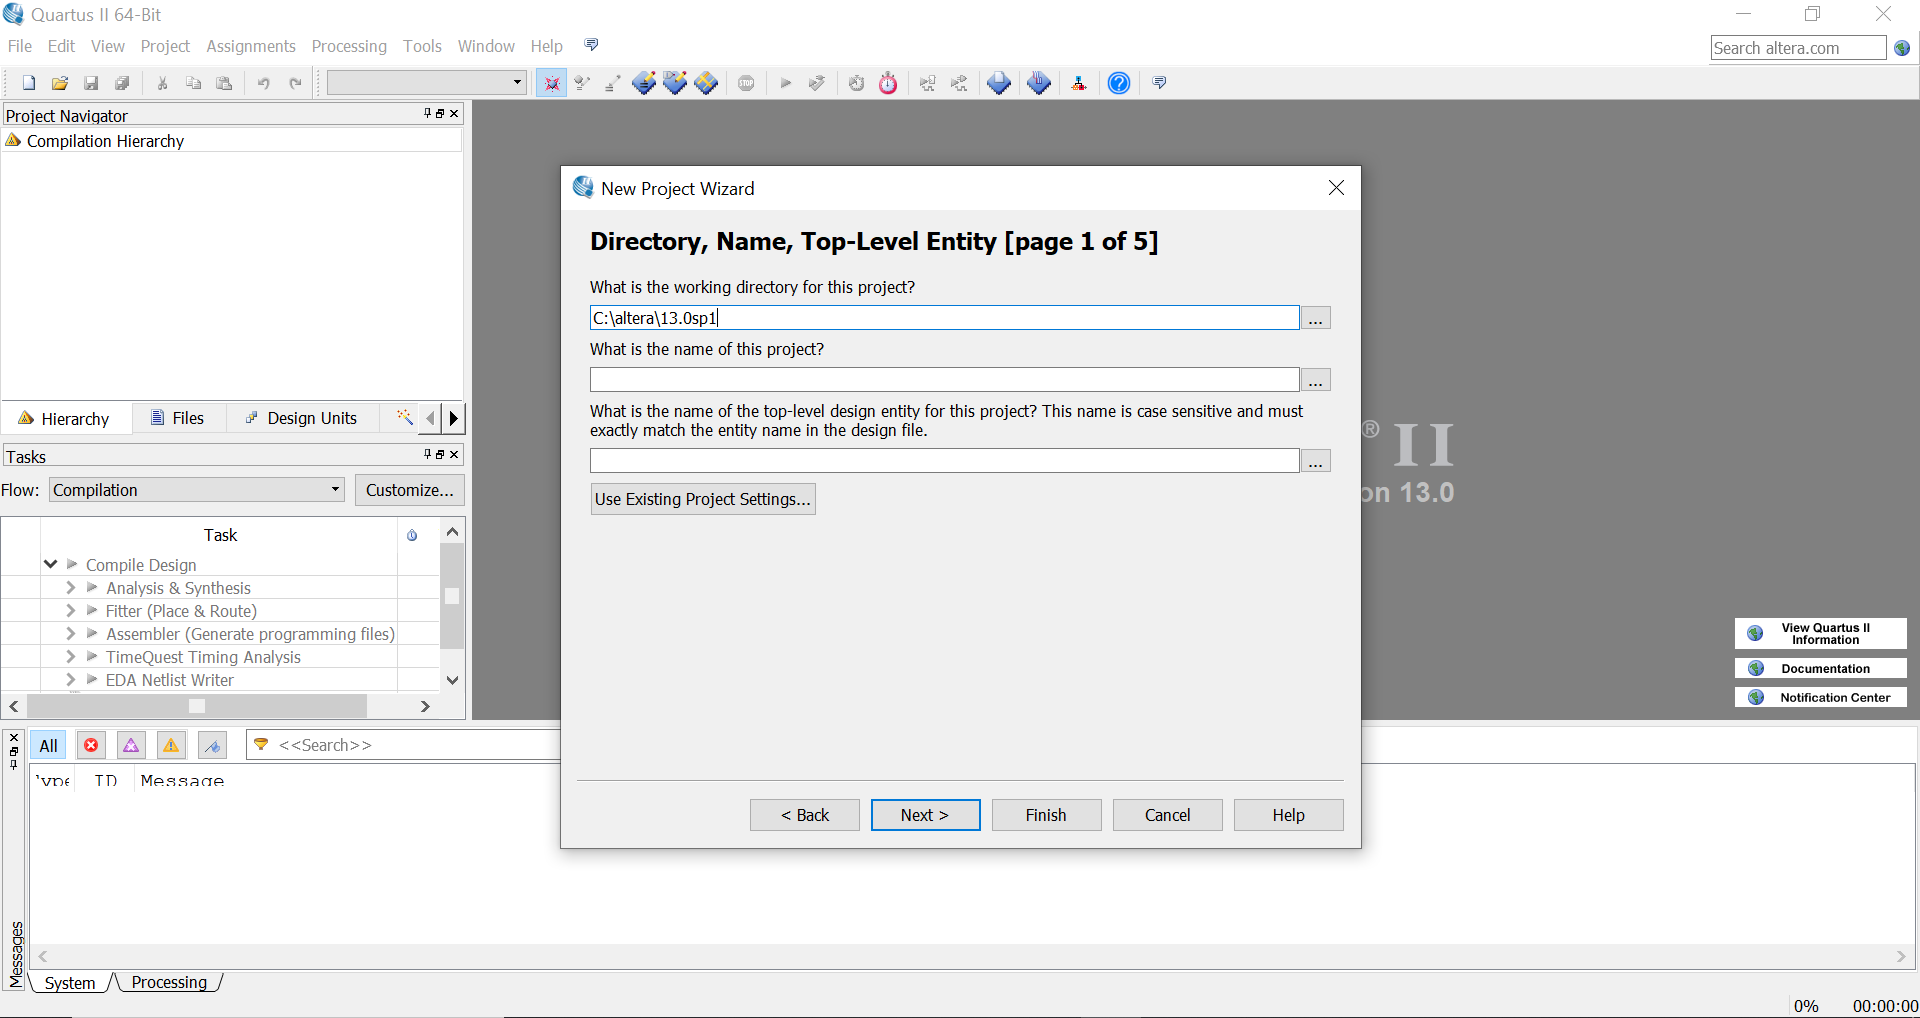 Quartus II 64-Bit
File Edit View Project Assignments Processing Tools Window Help
Search altera.com
STOP
Project Navigator
Compilation Hierarchy
Hierarchy Files Design Units
Tasks
Flow: Compilation Customize...
Task
Compile Design
Analysis & Synthesis
Fitter (Place & Route)
Assembler (Generate programming files)
TimeQuest Timing Analysis
EDA Netlist Writer
New Project Wizard
Directory, Name, Top-Level Entity [page 1 of 5]
What is the working directory for this project?
C:\altera\13.0sp1
...
What is the name of this project?
...
What is the name of the top-level design entity for this project? This name is case sensitive and must
exactly match the entity name in the design file.
...
Use Existing Project Settings...
< Back Next > Finish Cancel Help
® II
on 13.0
View Quartus II
Information
Documentation
Notification Center
All <<Search>>
ID Message
Messages
System Processing
0% 00:00:00